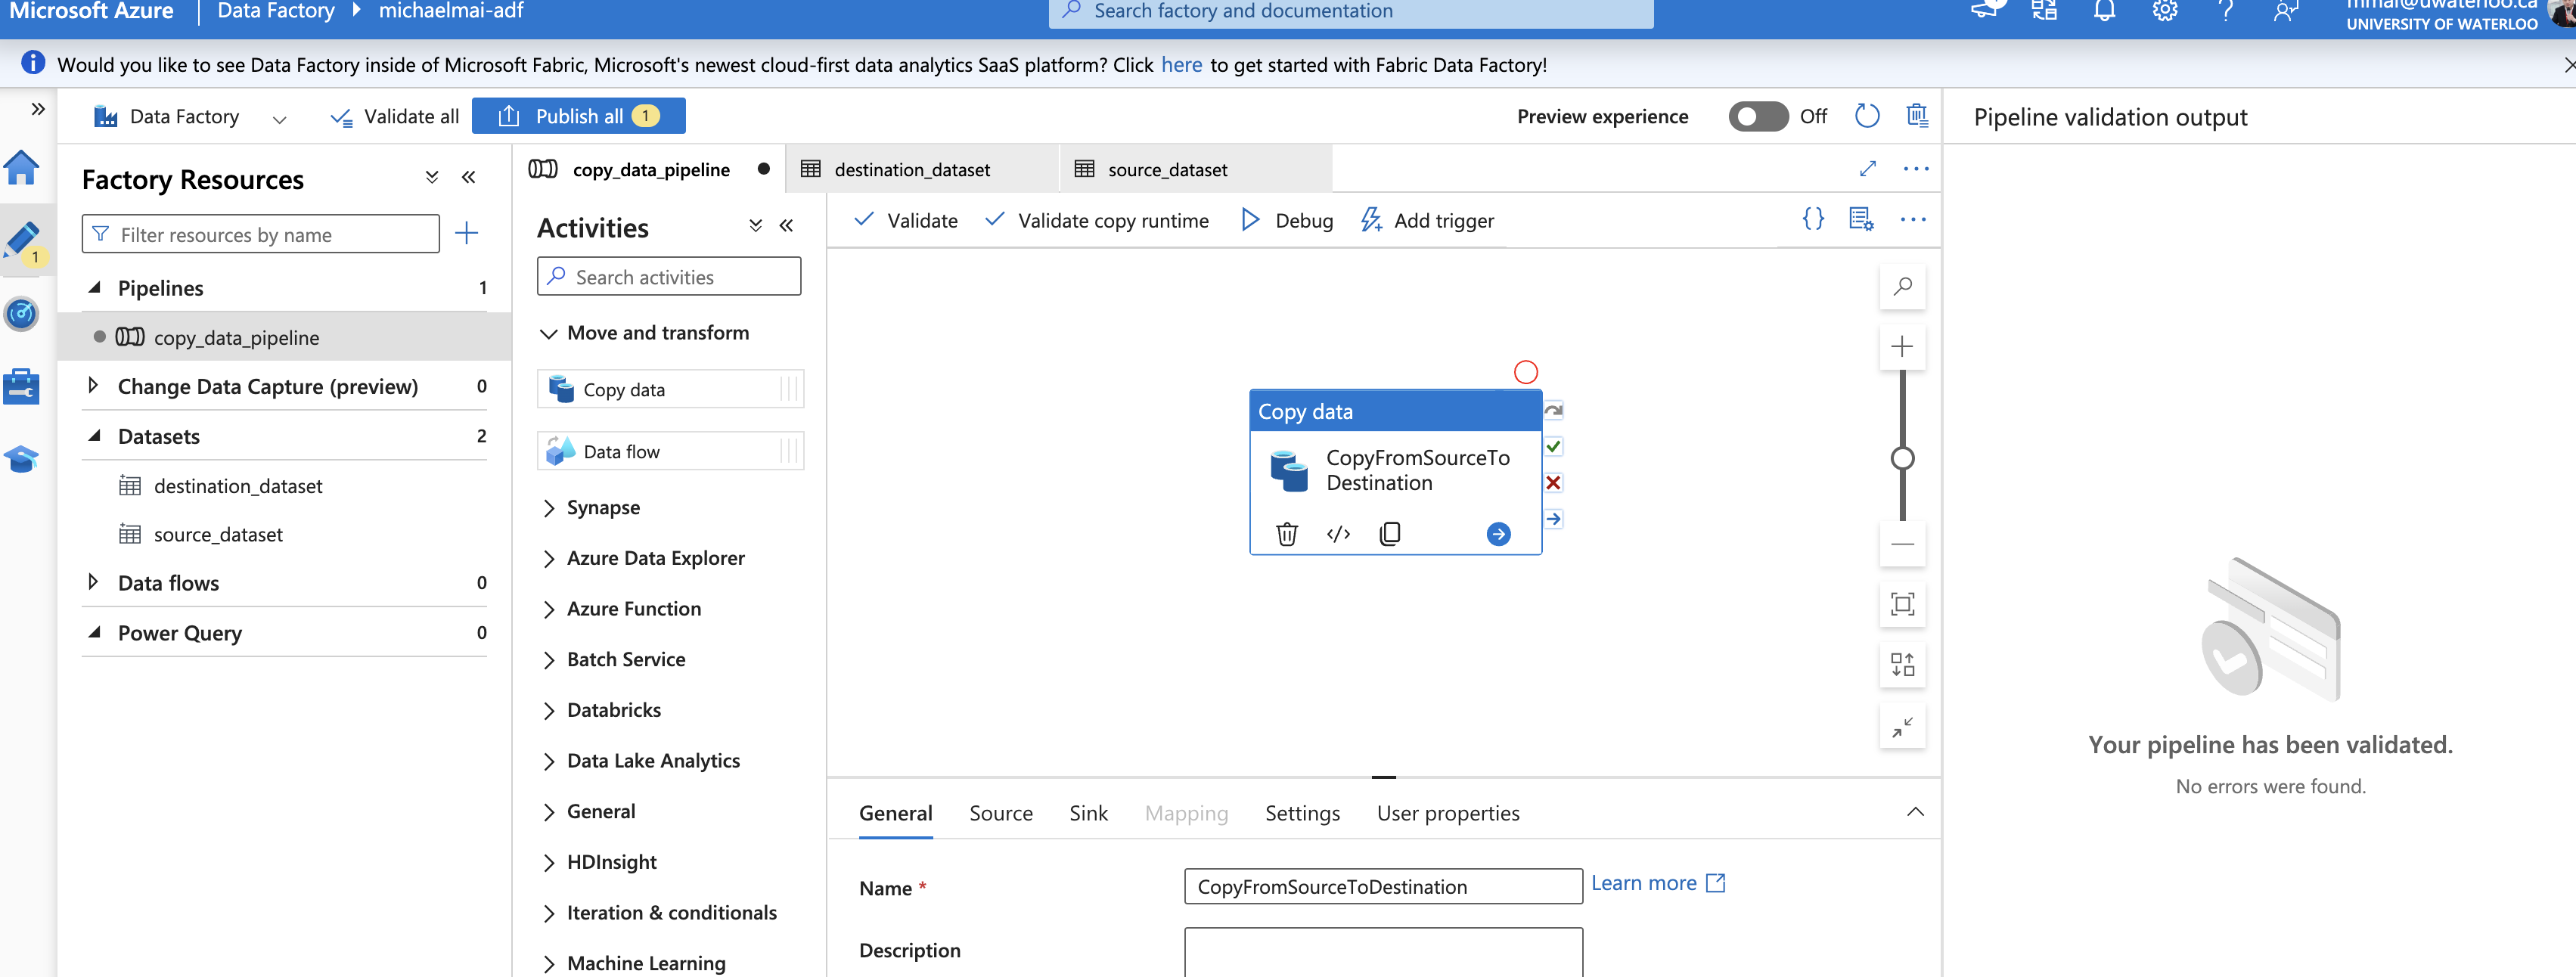 Microsoft Azure
Data Factory
michaelmai-adf
Search factory and documentation
mmai@uwaterloo.ca
UNIVERSITY OF WATERLOO
Would you like to see Data Factory inside of Microsoft Fabric, Microsoft's newest cloud-first data analytics SaaS platform? Click here to get started with Fabric Data Factory!
Data Factory
Validate all
Publish all 1
Preview experience
Off
Pipeline validation output
Factory Resources
Filter resources by name
1
Pipelines 1
copy_data_pipeline
Change Data Capture (preview) 0
Datasets 2
destination_dataset
source_dataset
Data flows 0
Power Query 0
copy_data_pipeline
destination_dataset
source_dataset
Activities
Search activities
Move and transform
Copy data
Data flow
Synapse
Azure Data Explorer
Azure Function
Batch Service
Databricks
Data Lake Analytics
General
HDInsight
Iteration & conditionals
Machine Learning
Validate
Validate copy runtime
Debug
Add trigger
Copy data
CopyFromSourceTo
Destination
General
Source
Sink
Mapping
Settings
User properties
Name *
CopyFromSourceToDestination
Learn more
Description
Your pipeline has been validated.
No errors were found.